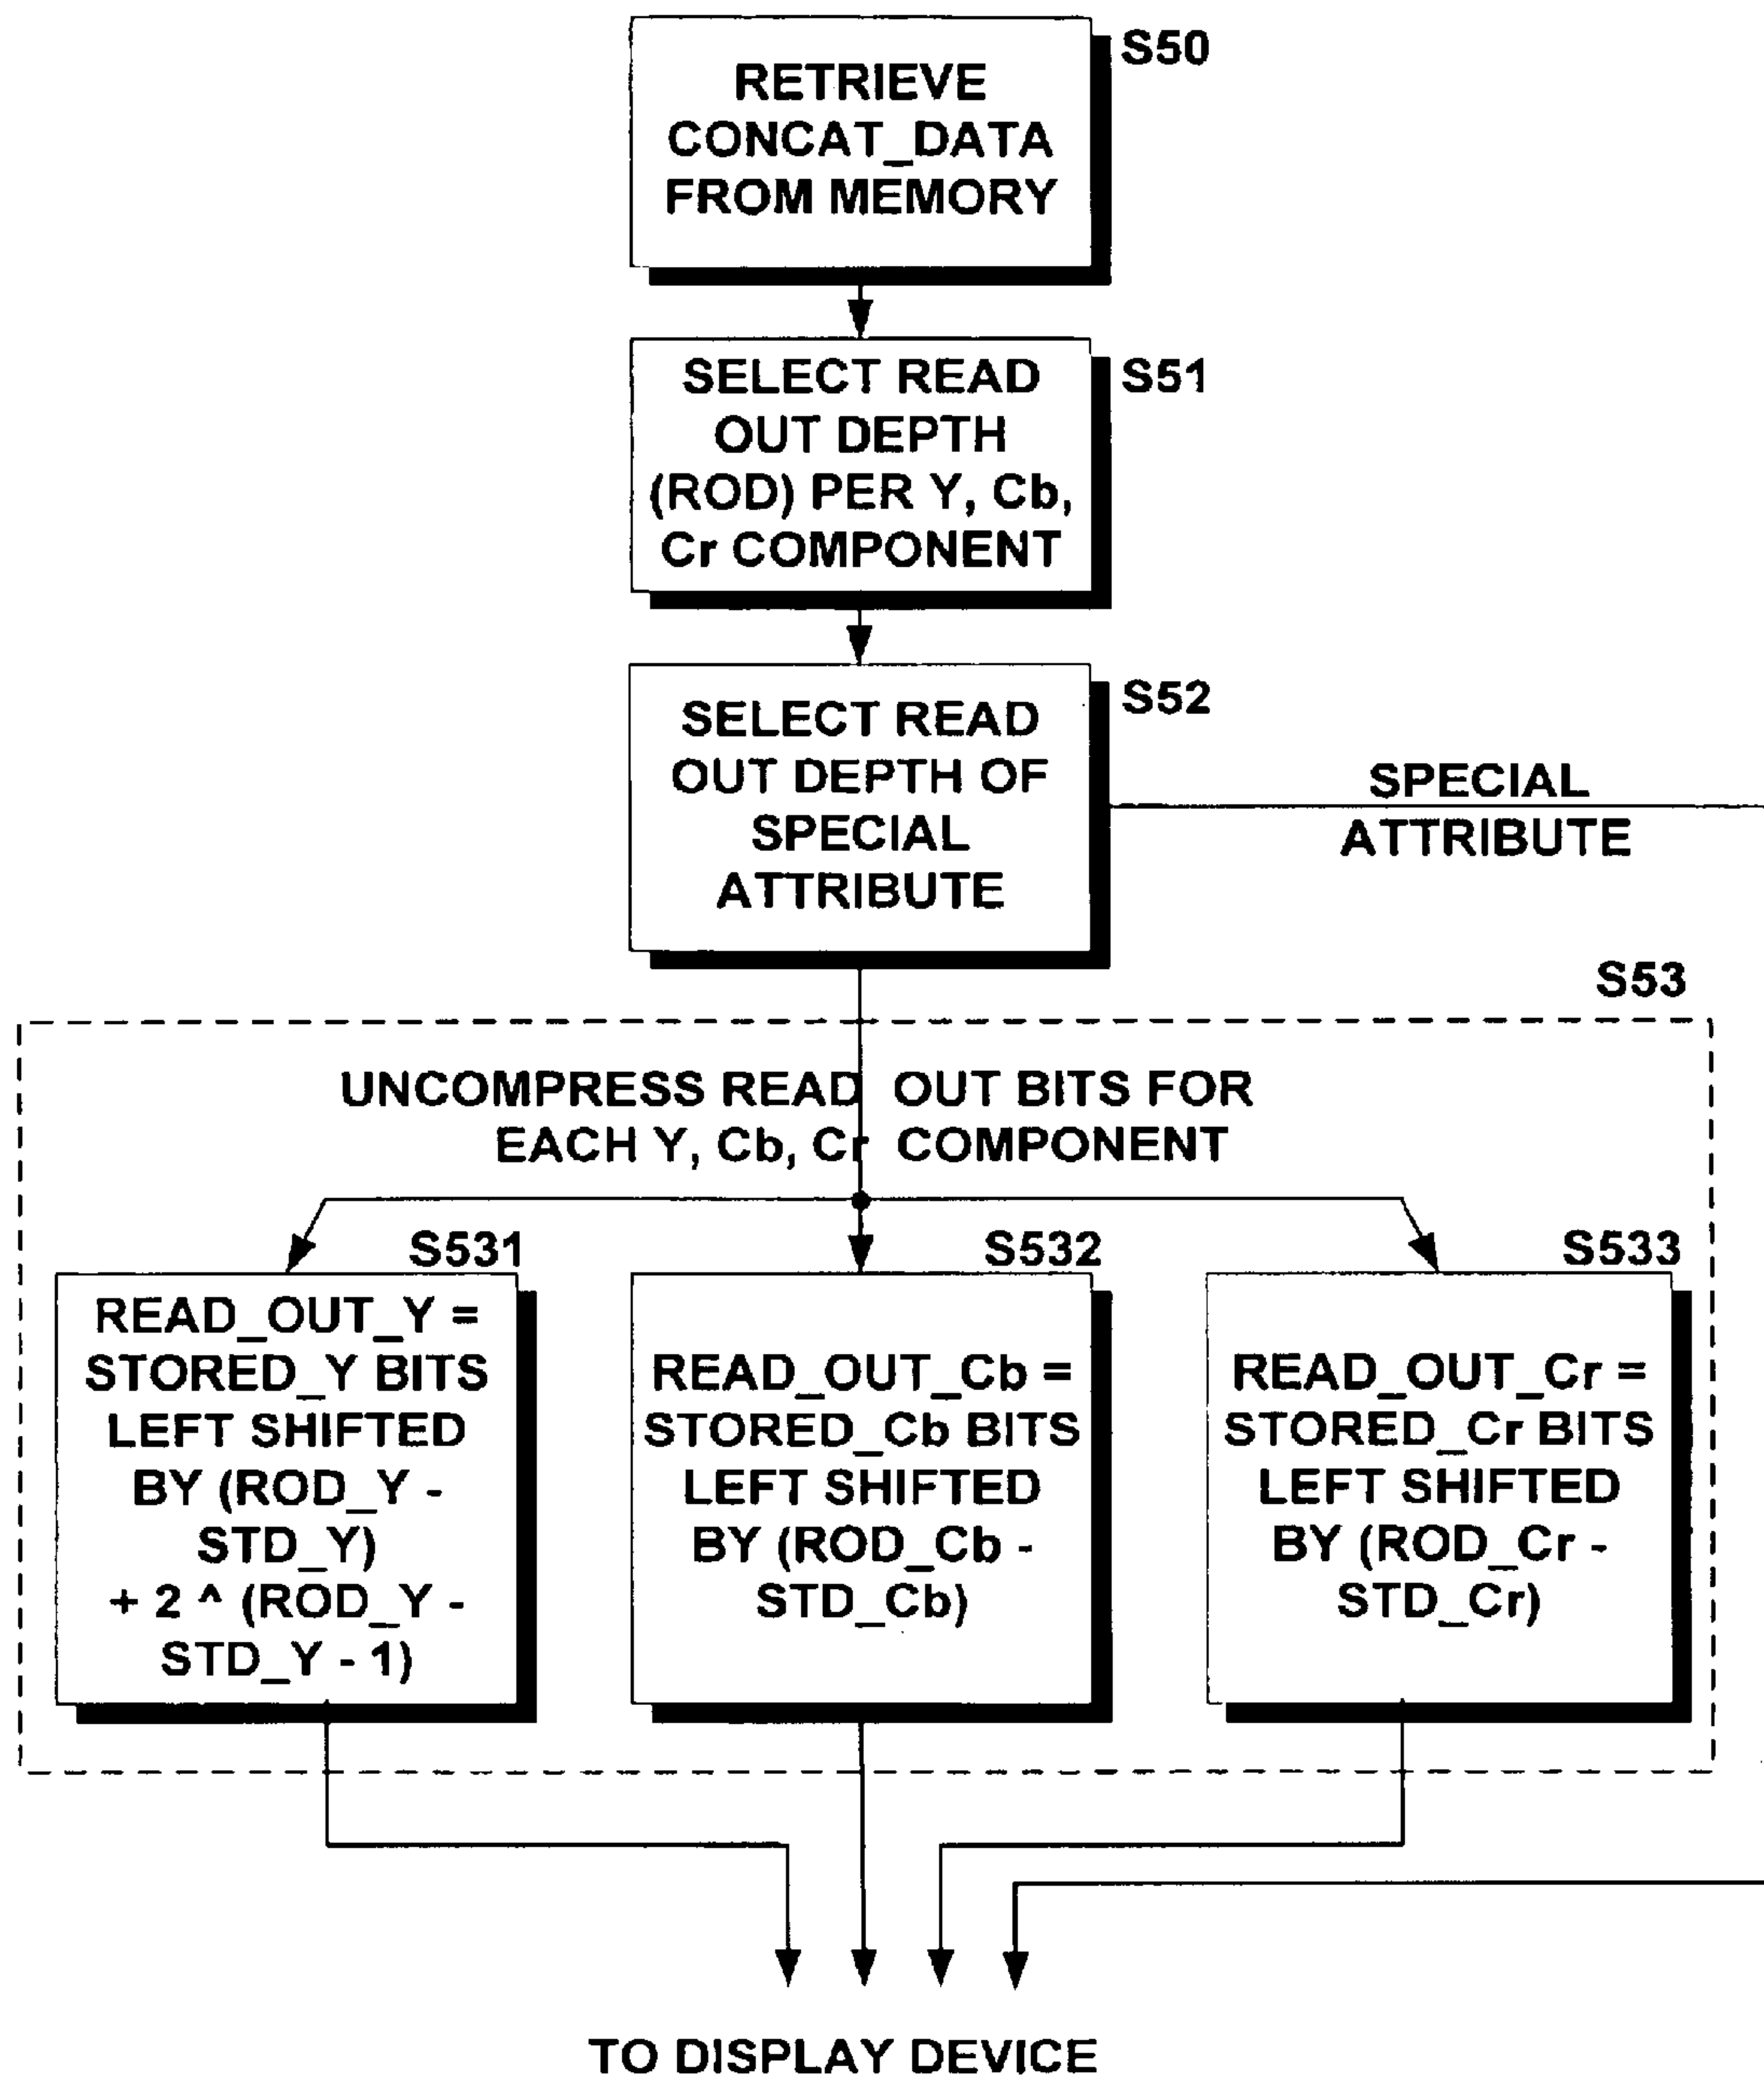 RETRIEVE
CONCAT_DATA
FROM MEMORY
S50
SELECT READ
OUT DEPTH
(ROD) PER Y, Cb,
Cr COMPONENT
S51
SELECT READ
OUT DEPTH OF
SPECIAL
ATTRIBUTE
S52
SPECIAL
ATTRIBUTE
S53
UNCOMPRESS READ OUT BITS FOR
EACH Y, Cb, Cr COMPONENT
S531
READ_OUT_Y =
STORED_Y BITS
LEFT SHIFTED
BY (ROD_Y -
STD_Y)
+ 2 ^ (ROD_Y -
STD_Y - 1)
S532
READ_OUT_Cb =
STORED_Cb BITS
LEFT SHIFTED
BY (ROD_Cb -
STD_Cb)
S533
READ_OUT_Cr =
STORED_Cr BITS
LEFT SHIFTED
BY (ROD_Cr -
STD_Cr)
TO DISPLAY DEVICE